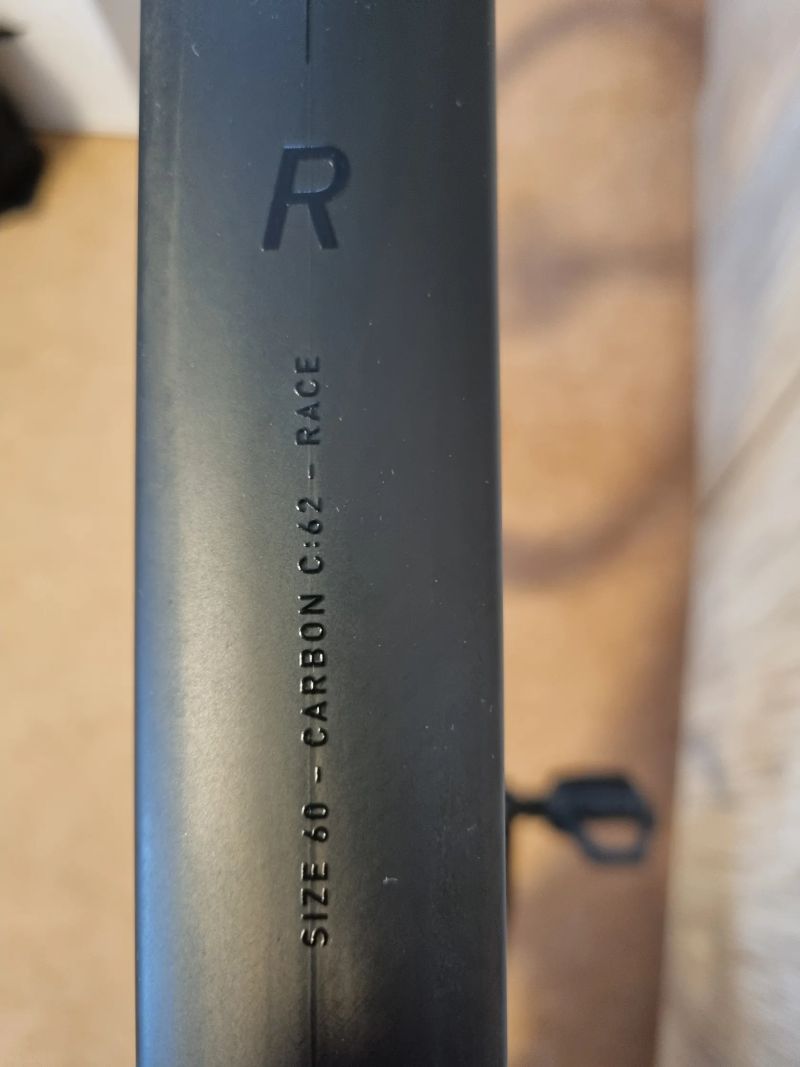 R
SIZE 60 - CARBON C:62 - RACE